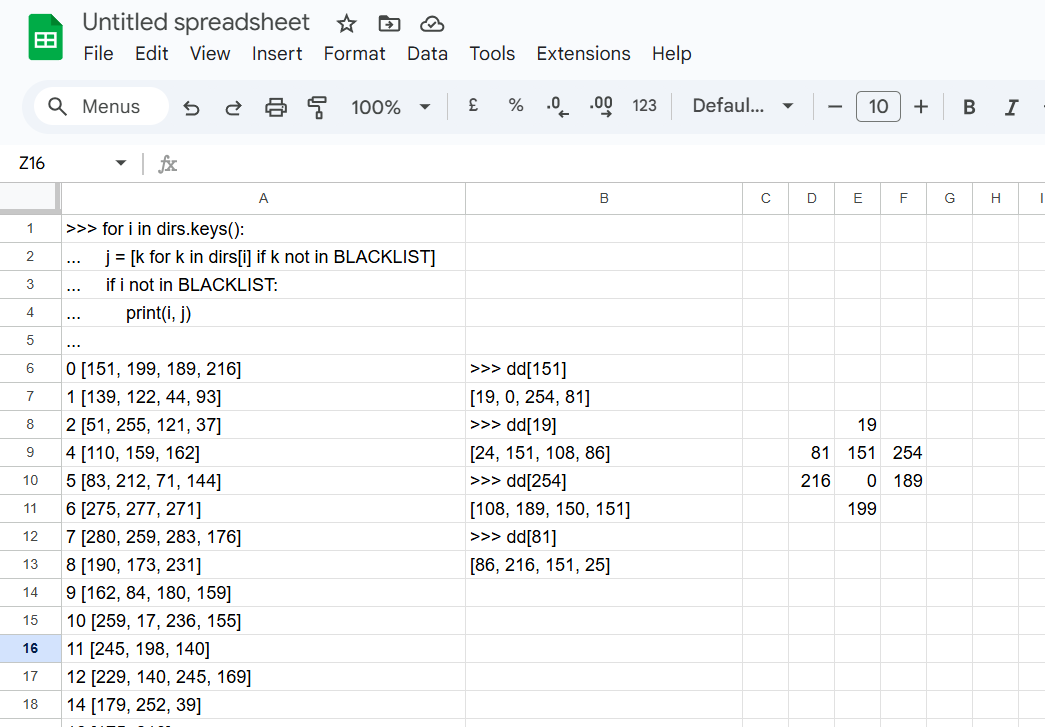 Untitled spreadsheet
File Edit View Insert Format Data Tools Extensions Help
Menus 100% £ % .0 .00 123 Defaul... − 10 + B I
Z16 fx
A B C D E F G H I
1 >>> for i in dirs.keys():
2 ... j = [k for k in dirs[i] if k not in BLACKLIST]
3 ... if i not in BLACKLIST:
4 ... print(i, j)
5 ...
6 0 [151, 199, 189, 216] >>> dd[151]
7 1 [139, 122, 44, 93] [19, 0, 254, 81]
8 2 [51, 255, 121, 37] >>> dd[19] 19
9 4 [110, 159, 162] [24, 151, 108, 86] 81 151 254
10 5 [83, 212, 71, 144] >>> dd[254] 216 0 189
11 6 [275, 277, 271] [108, 189, 150, 151] 199
12 7 [280, 259, 283, 176] >>> dd[81]
13 8 [190, 173, 231] [86, 216, 151, 25]
14 9 [162, 84, 180, 159]
15 10 [259, 17, 236, 155]
16 11 [245, 198, 140]
17 12 [229, 140, 245, 169]
18 14 [179, 252, 39]